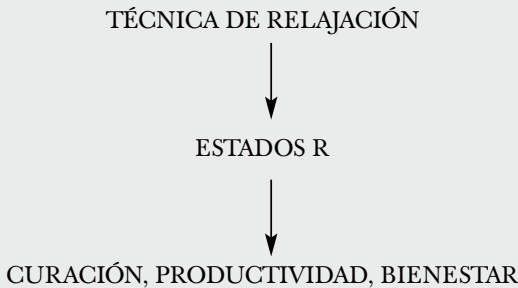 TÉCNICA DE RELAJACIÓN
ESTADOS R
CURACIÓN, PRODUCTIVIDAD, BIENESTAR